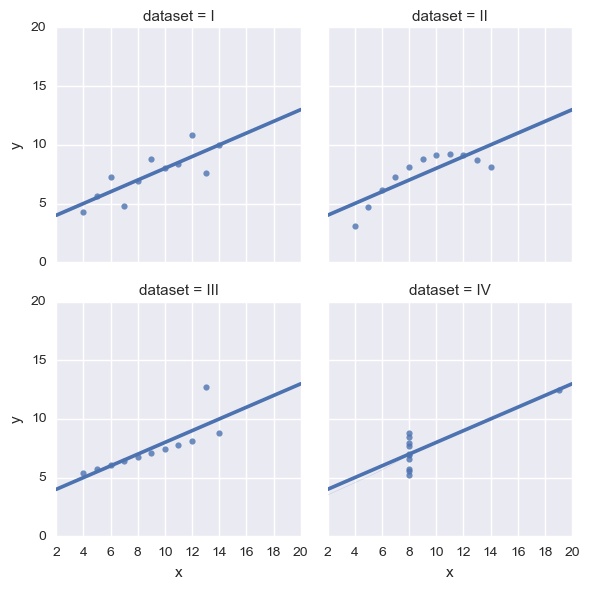 dataset = I
dataset = II
20
15
10
5
0
y
dataset = III
dataset = IV
20
15
10
5
0
y
2 4 6 8 10 12 14 16 18 20
2 4 6 8 10 12 14 16 18 20
x
x